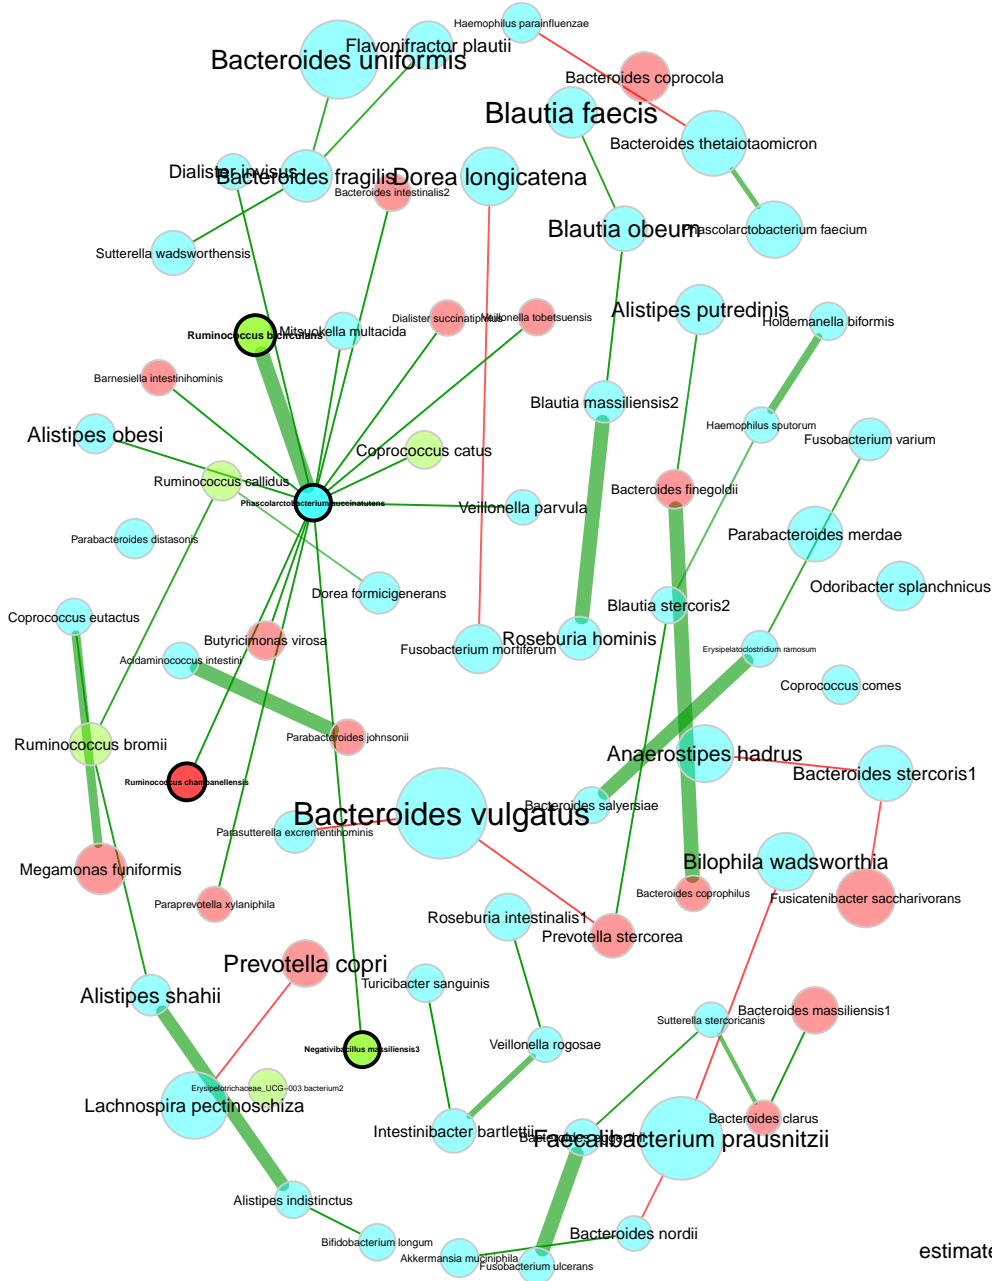 Haemophilus parainfluenzae
Flavonifractor plautii
Bacteroides uniformis
Bacteroides coprocola
Blautia faecis
Bacteroides thetaiotaomicron
Dialister invisus
Bacteroides fragilis
Dorea longicatena
Bacteroides intestinalis2
Blautia obeum
Phascolarctobacterium faecium
Sutterella wadsworthensis
Alistipes putredinis
Dialister succinatiphilus
Veillonella tobetsuensis
Holdemanella biformis
Ruminococcus bicirculans
Mitsuokella multacida
Barnesiella intestinihominis
Blautia massiliensis2
Haemophilus sputorum
Alistipes obesi
Fusobacterium varium
Coprococcus catus
Ruminococcus callidus
Bacteroides finegoldii
Phascolarctobacterium succinatutens
Veillonella parvula
Parabacteroides merdae
Parabacteroides distasonis
Odoribacter splanchnicus
Dorea formicigenerans
Blautia stercoris2
Coprococcus eutactus
Butyricimonas virosa
Roseburia hominis
Fusobacterium mortiferum
Erysipelatoclostridium ramosum
Acidaminococcus intestini
Coprococcus comes
Parabacteroides johnsonii
Ruminococcus bromii
Anaerostipes hadrus
Bacteroides stercoris1
Ruminococcus champanellensis
Bacteroides salyersiae
Bacteroides vulgatus
Parasutterella excrementihominis
Bilophila wadsworthia
Megamonas funiformis
Bacteroides coprophilus
Fusicatenibacter saccharivorans
Paraprevotella xylaniphila
Roseburia intestinalis1
Prevotella stercorea
Prevotella copri
Turicibacter sanguinis
Alistipes shahii
Bacteroides massiliensis1
Sutterella stercoricanis
Negativibacillus massiliensis3
Veillonella rogosae
Erysipelotrichaceae_UCG−003 bacterium2
Lachnospira pectinoschiza
Bacteroides clarus
Intestinibacter bartlettii
Bacteroides eggerthii
Faecalibacterium prausnitzii
Alistipes indistinctus
Bacteroides nordii
Bifidobacterium longum
Akkermansia muciniphila
Fusobacterium ulcerans
estimate